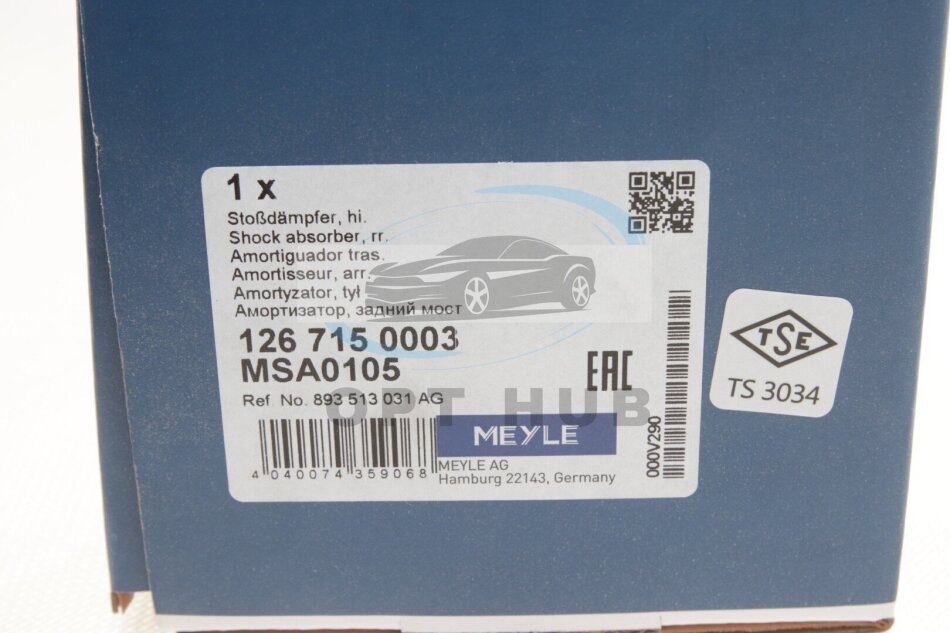 1 x
Stoßdämpfer, hi.
Shock absorber, rr.
Amortiguador tras.
Amortisseur, arr.
Amortyzator, tył
Амортизатор, задний мост
126 715 0003
MSA0105
Ref. No. 893 513 031 AG
EAC
OPT HUB
MEYLE
MEYLE AG
Hamburg 22143, Germany
4 040074 359068
000V290
TSE
TS 3034